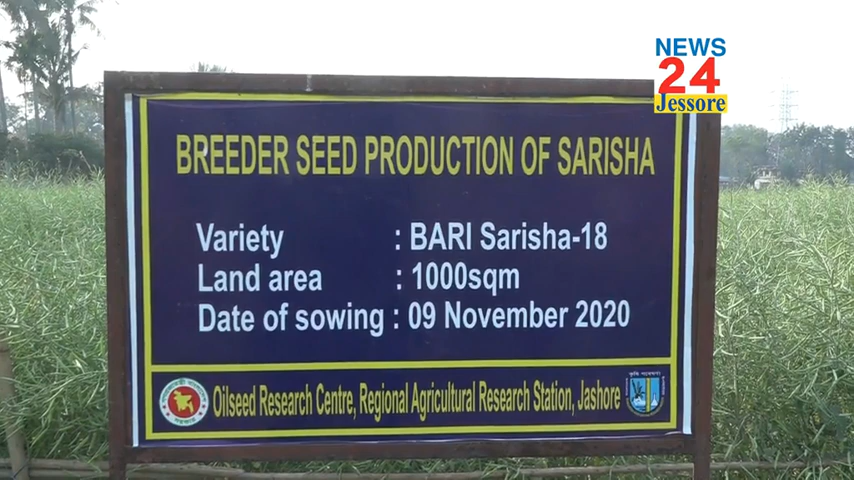 NEWS
24
Jessore
BREEDER SEED PRODUCTION OF SARISHA
Variety : BARI Sarisha-18
Land area : 1000sqm
Date of sowing : 09 November 2020
Oilseed Research Centre, Regional Agricultural Research Station, Jashore